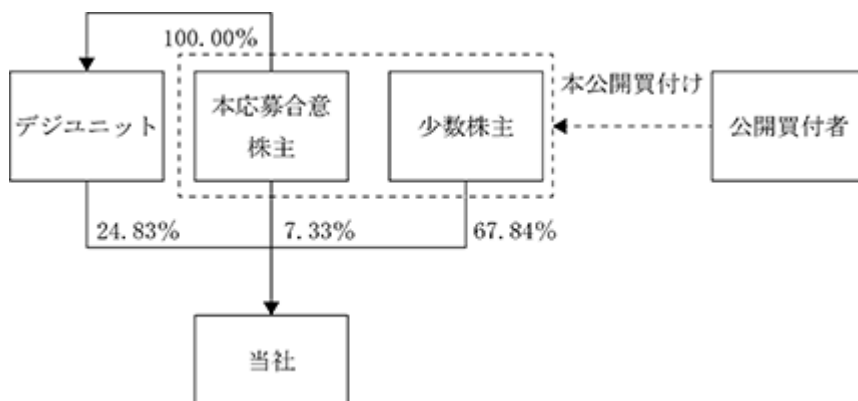 100.00%
デジユニット
本応募合意
株主
少数株主
本公開買付け
公開買付者
24.83%
7.33%
67.84%
当社